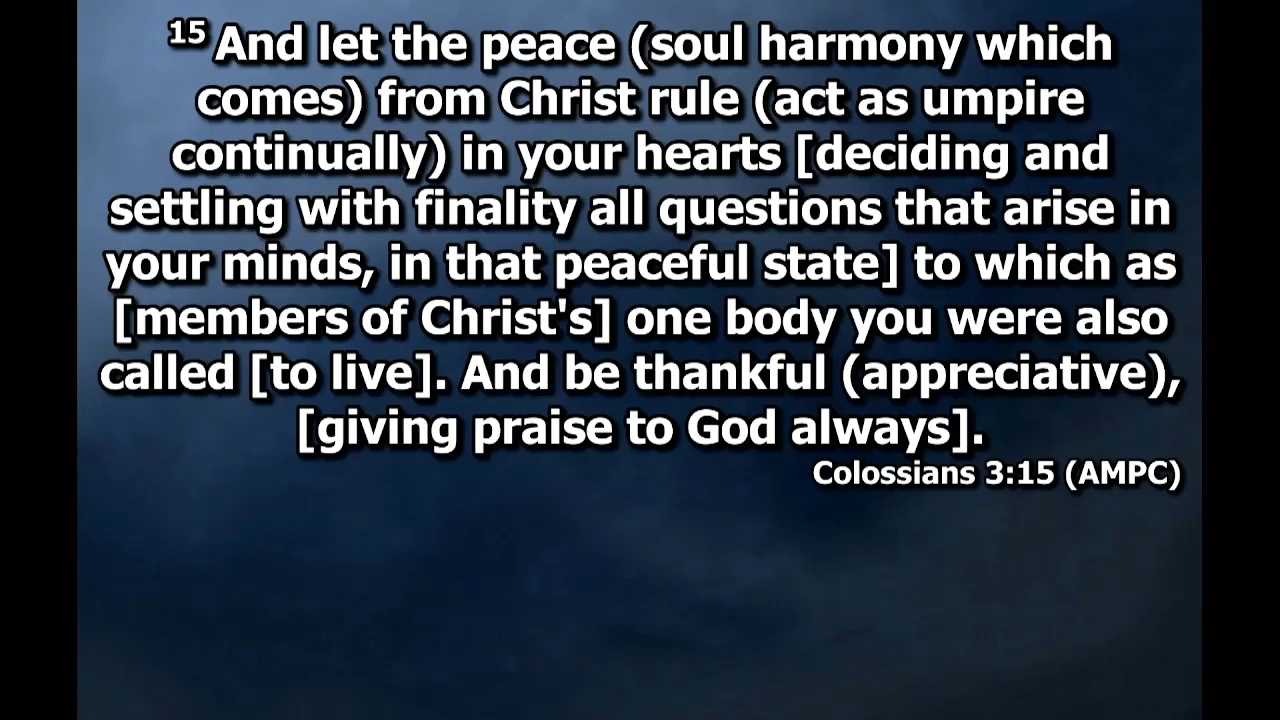 15 And let the peace (soul harmony which
comes) from Christ rule (act as umpire
continually) in your hearts [deciding and
settling with finality all questions that arise in
your minds, in that peaceful state] to which as
[members of Christ's] one body you were also
called [to live]. And be thankful (appreciative),
[giving praise to God always].
Colossians 3:15 (AMPC)